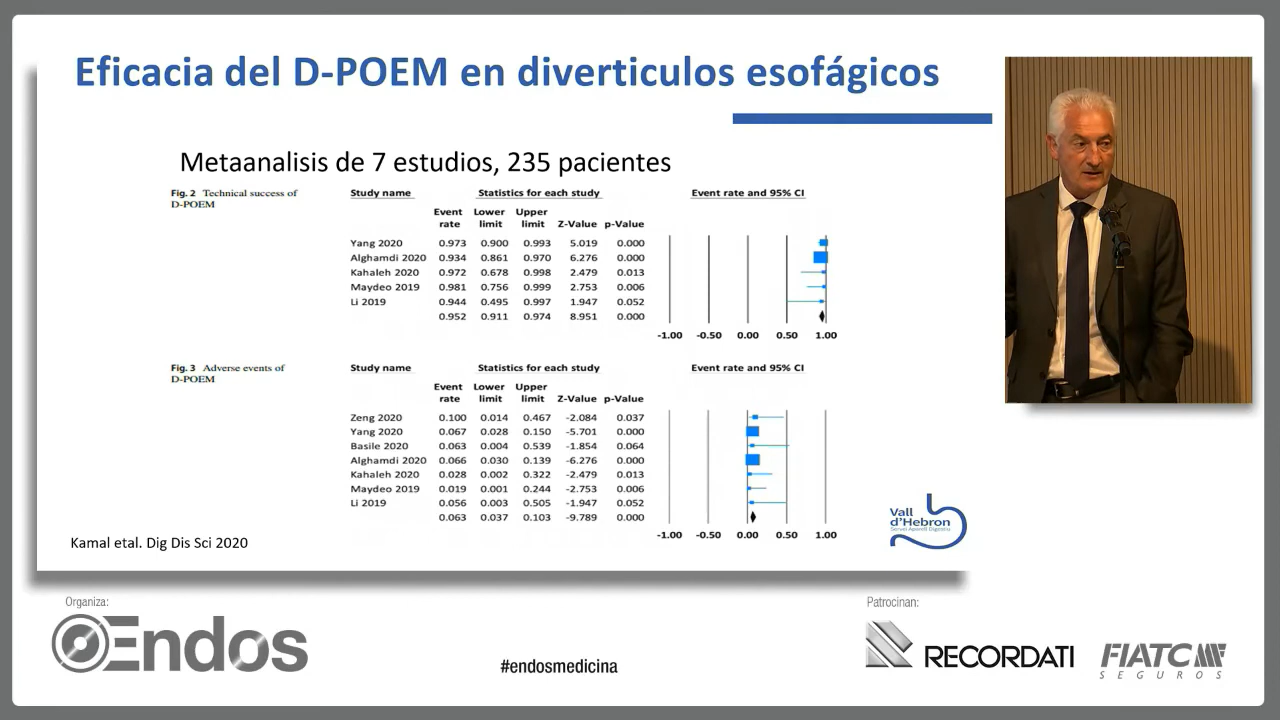 Eficacia del D-POEM en diverticulos esofágicos
Metaanalisis de 7 estudios, 235 pacientes
Fig. 2 Technical success of
D-POEM
Study name Statistics for each study Event rate and 95% CI
Event Lower Upper
rate limit limit Z-Value p-Value
Yang 2020 0.973 0.900 0.993 5.019 0.000
Alghamdi 2020 0.934 0.861 0.970 6.276 0.000
Kahaleh 2020 0.972 0.678 0.998 2.479 0.013
Maydeo 2019 0.981 0.756 0.999 2.753 0.006
Li 2019 0.944 0.495 0.997 1.947 0.052
0.952 0.911 0.974 8.951 0.000
-1.00 -0.50 0.00 0.50 1.00
Fig. 3 Adverse events of
D-POEM
Study name Statistics for each study Event rate and 95% CI
Event Lower Upper
rate limit limit Z-Value p-Value
Zeng 2020 0.100 0.014 0.467 -2.084 0.037
Yang 2020 0.067 0.028 0.150 -5.701 0.000
Basile 2020 0.063 0.004 0.539 -1.854 0.064
Alghamdi 2020 0.066 0.030 0.139 -6.276 0.000
Kahaleh 2020 0.028 0.002 0.322 -2.479 0.013
Maydeo 2019 0.019 0.001 0.244 -2.753 0.006
Li 2019 0.056 0.003 0.505 -1.947 0.052
0.063 0.037 0.103 -9.789 0.000
-1.00 -0.50 0.00 0.50 1.00
Kamal etal. Dig Dis Sci 2020
Vall
d'Hebron
Servei Aparell Digestiu
Organiza:
Endos
#endosmedicina
Patrocinan:
RECORDATI
FIATC
SEGUROS